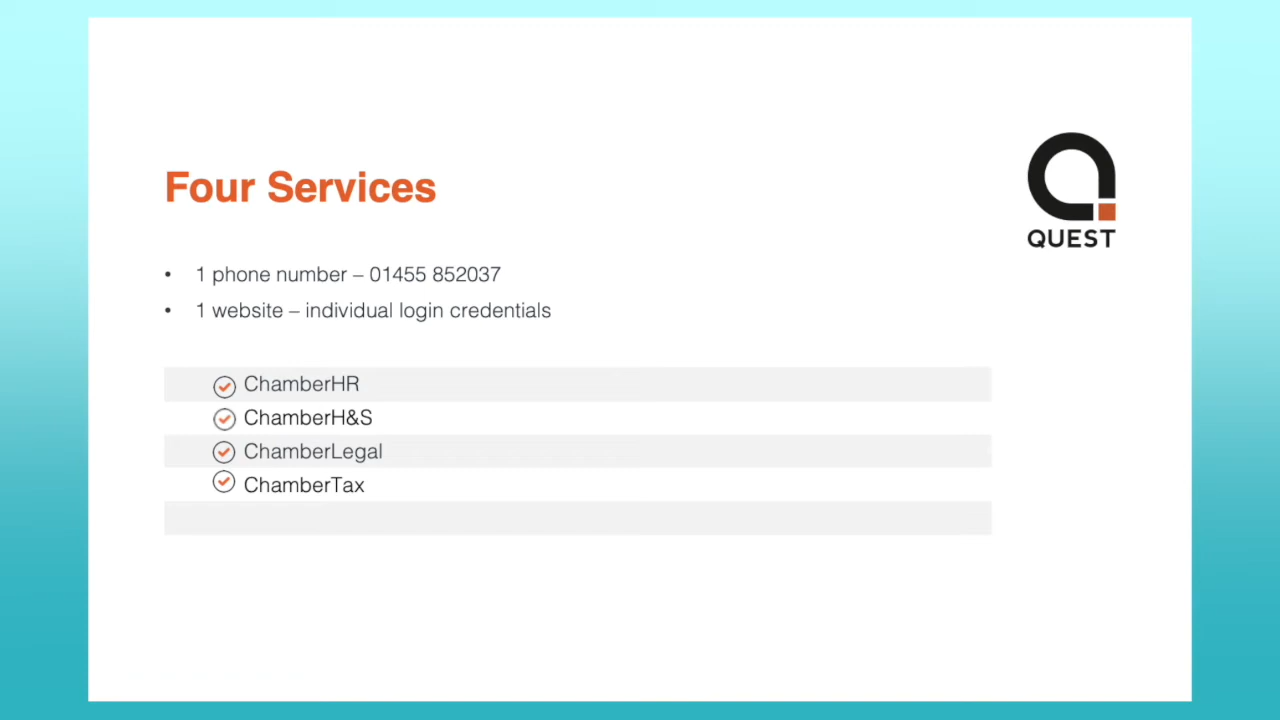 Four Services
QUEST
• 1 phone number – 01455 852037
• 1 website – individual login credentials
ChamberHR
ChamberH&S
ChamberLegal
ChamberTax